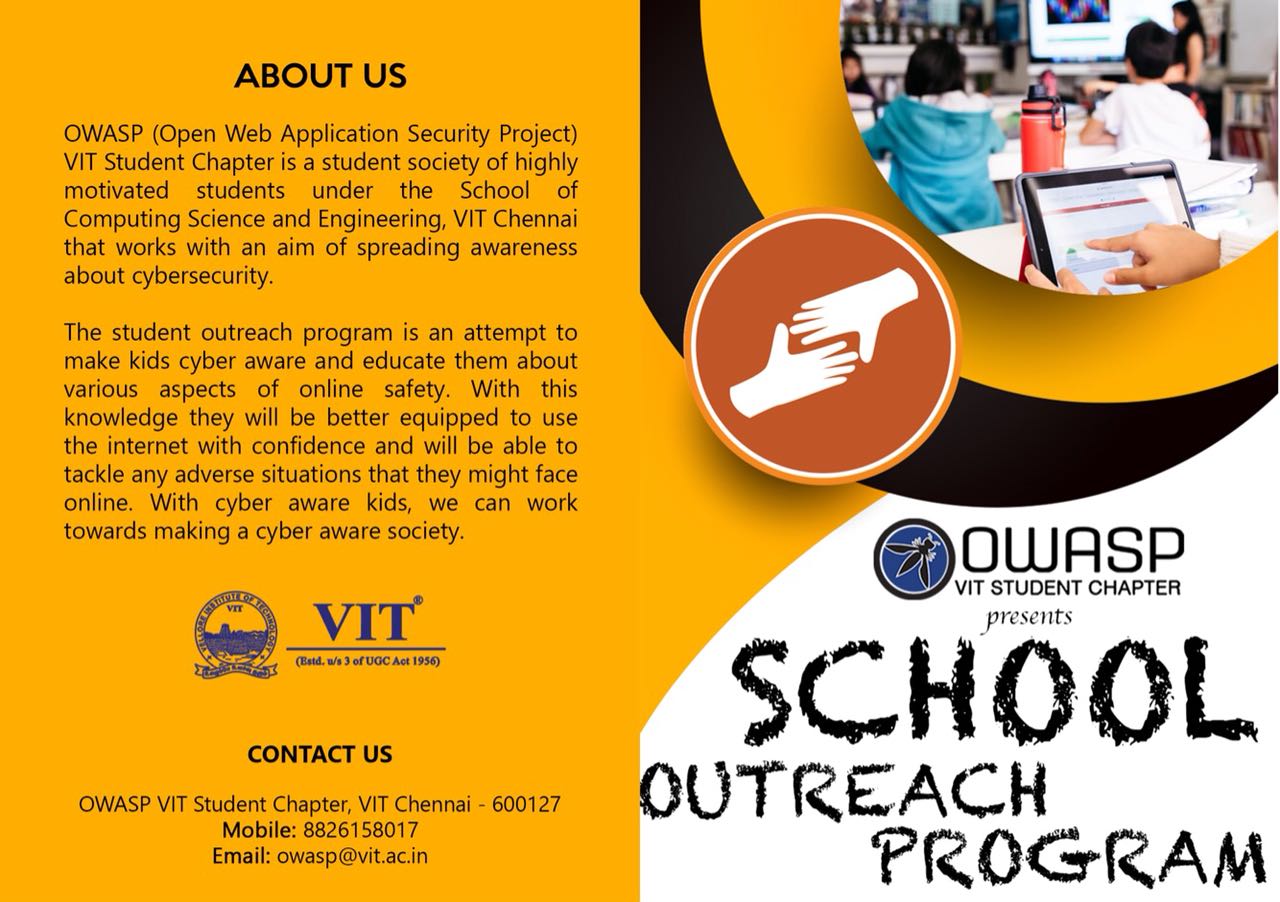 ABOUT US
OWASP (Open Web Application Security Project)
VIT Student Chapter is a student society of highly
motivated students under the School of
Computing Science and Engineering, VIT Chennai
that works with an aim of spreading awareness
about cybersecurity.
The student outreach program is an attempt to
make kids cyber aware and educate them about
various aspects of online safety. With this
knowledge they will be better equipped to use
the internet with confidence and will be able to
tackle any adverse situations that they might face
online. With cyber aware kids, we can work
towards making a cyber aware society.
VELLORE INSTITUTE OF TECHNOLOGY
VIT
VIT®
(Estd. u/s 3 of UGC Act 1956)
CONTACT US
OWASP VIT Student Chapter, VIT Chennai - 600127
Mobile: 8826158017
Email: owasp@vit.ac.in
OWASP
VIT STUDENT CHAPTER
presents
SCHOOL
OUTREACH
PROGRAM